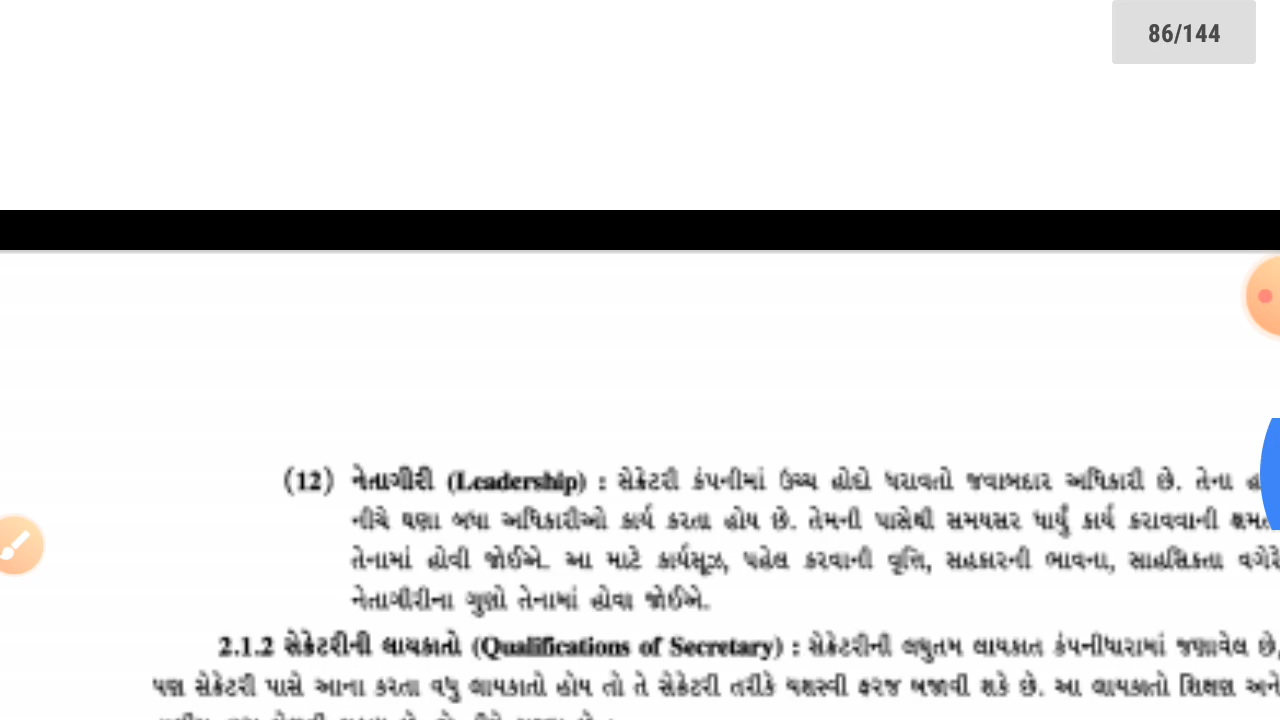 86/144
(12) નેતાગીરી (Leadership) : સેક્રેટરી કંપનીમાં ઉચ્ચ હોદ્દો ધરાવતો જવાબદાર અધિકારી છે. તેના
નીચે ઘણા બધા અધિકારીઓ કાર્ય કરતા હોય છે. તેમની પાસેથી સમયસર ધાર્યું કાર્ય કરાવવાની
તેનામાં હોવી જોઈએ. આ માટે કાર્યસૂઝ, પહેલ કરવાની વૃત્તિ, સહકારની ભાવના, સાહસિકતા વગેરે
નેતાગીરીના ગુણો તેનામાં હોવા જોઈએ.
2.1.2 સેક્રેટરીની લાયકાતો (Qualifications of Secretary) : સેક્રેટરીની લઘુતમ લાયકાત કંપનીધારામાં જણાવેલ છે,
પણ સેક્રેટરી પાસે આના કરતા વધુ લાયકાતો હોય તો તે સેક્રેટરી તરીકે યશસ્વી ફરજ બજાવી શકે છે. આ લાયકાતો શિક્ષણ અને